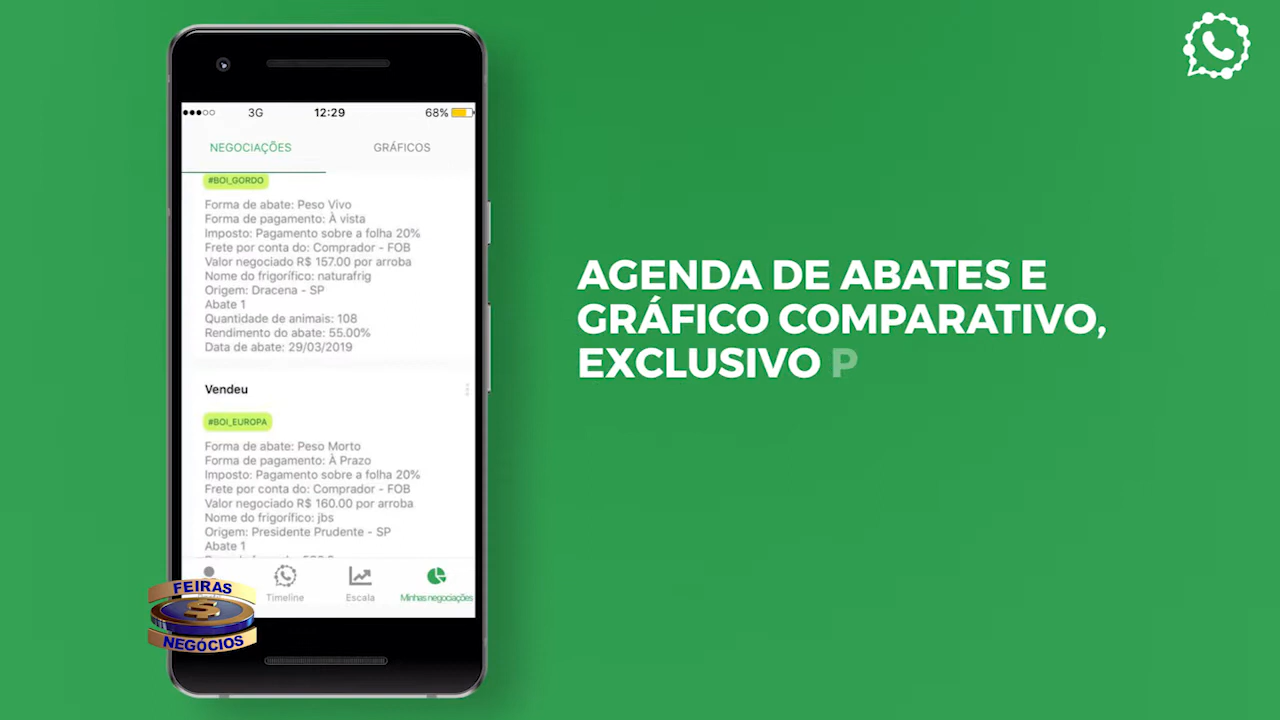 3G 12:29 68%
NEGOCIAÇÕES GRÁFICOS
#BOI_GORDO
Forma de abate: Peso Vivo
Forma de pagamento: À vista
Imposto: Pagamento sobre a folha 20%
Frete por conta do: Comprador - FOB
Valor negociado R$ 157.00 por arroba
Nome do frigorífico: naturafrig
Origem: Dracena - SP
Abate 1
Quantidade de animais: 108
Rendimento do abate: 55.00%
Data de abate: 29/03/2019
Vendeu
#BOI_EUROPA
Forma de abate: Peso Morto
Forma de pagamento: À Prazo
Imposto: Pagamento sobre a folha 20%
Frete por conta do: Comprador - FOB
Valor negociado R$ 160.00 por arroba
Nome do frigorífico: jbs
Origem: Presidente Prudente - SP
Abate 1
Timeline Escala Minhas negociações
FEIRAS
$
NEGÓCIOS
AGENDA DE ABATES E
GRÁFICO COMPARATIVO,
EXCLUSIVO P